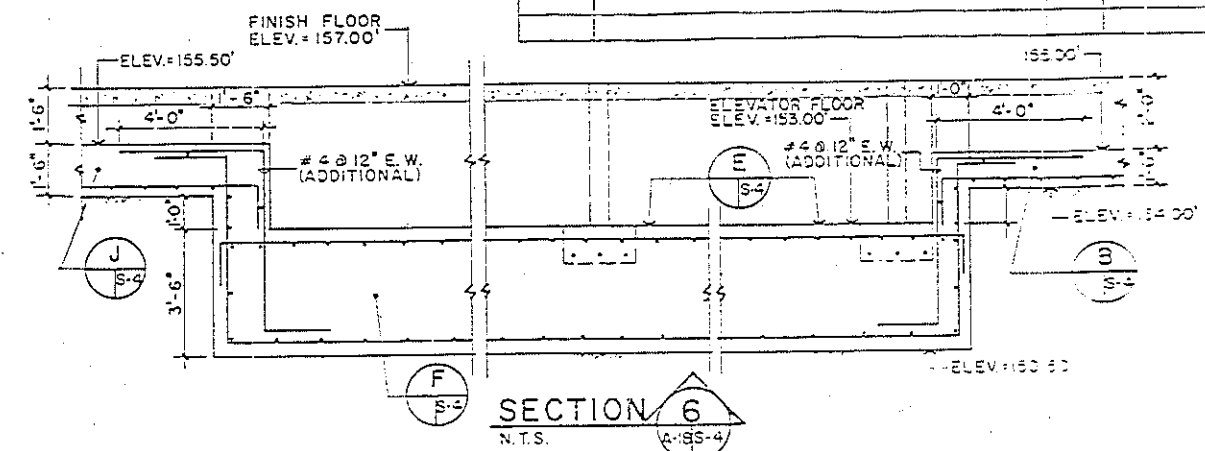 FINISH FLOOR
ELEV. = 157.00'
ELEV. = 155.50'
1'-6"
4'-0"
1'-6"
1'-6"
1'-0"
3'-6"
# 4 @ 12" E. W.
(ADDITIONAL)
ELEVATOR FLOOR
ELEV. = 153.00'
# 4 @ 12" E. W.
(ADDITIONAL)
4'-0"
E
S-4
J
S-4
B
S-4
F
S-4
SECTION
N.T.S.
6
A-18
S-4